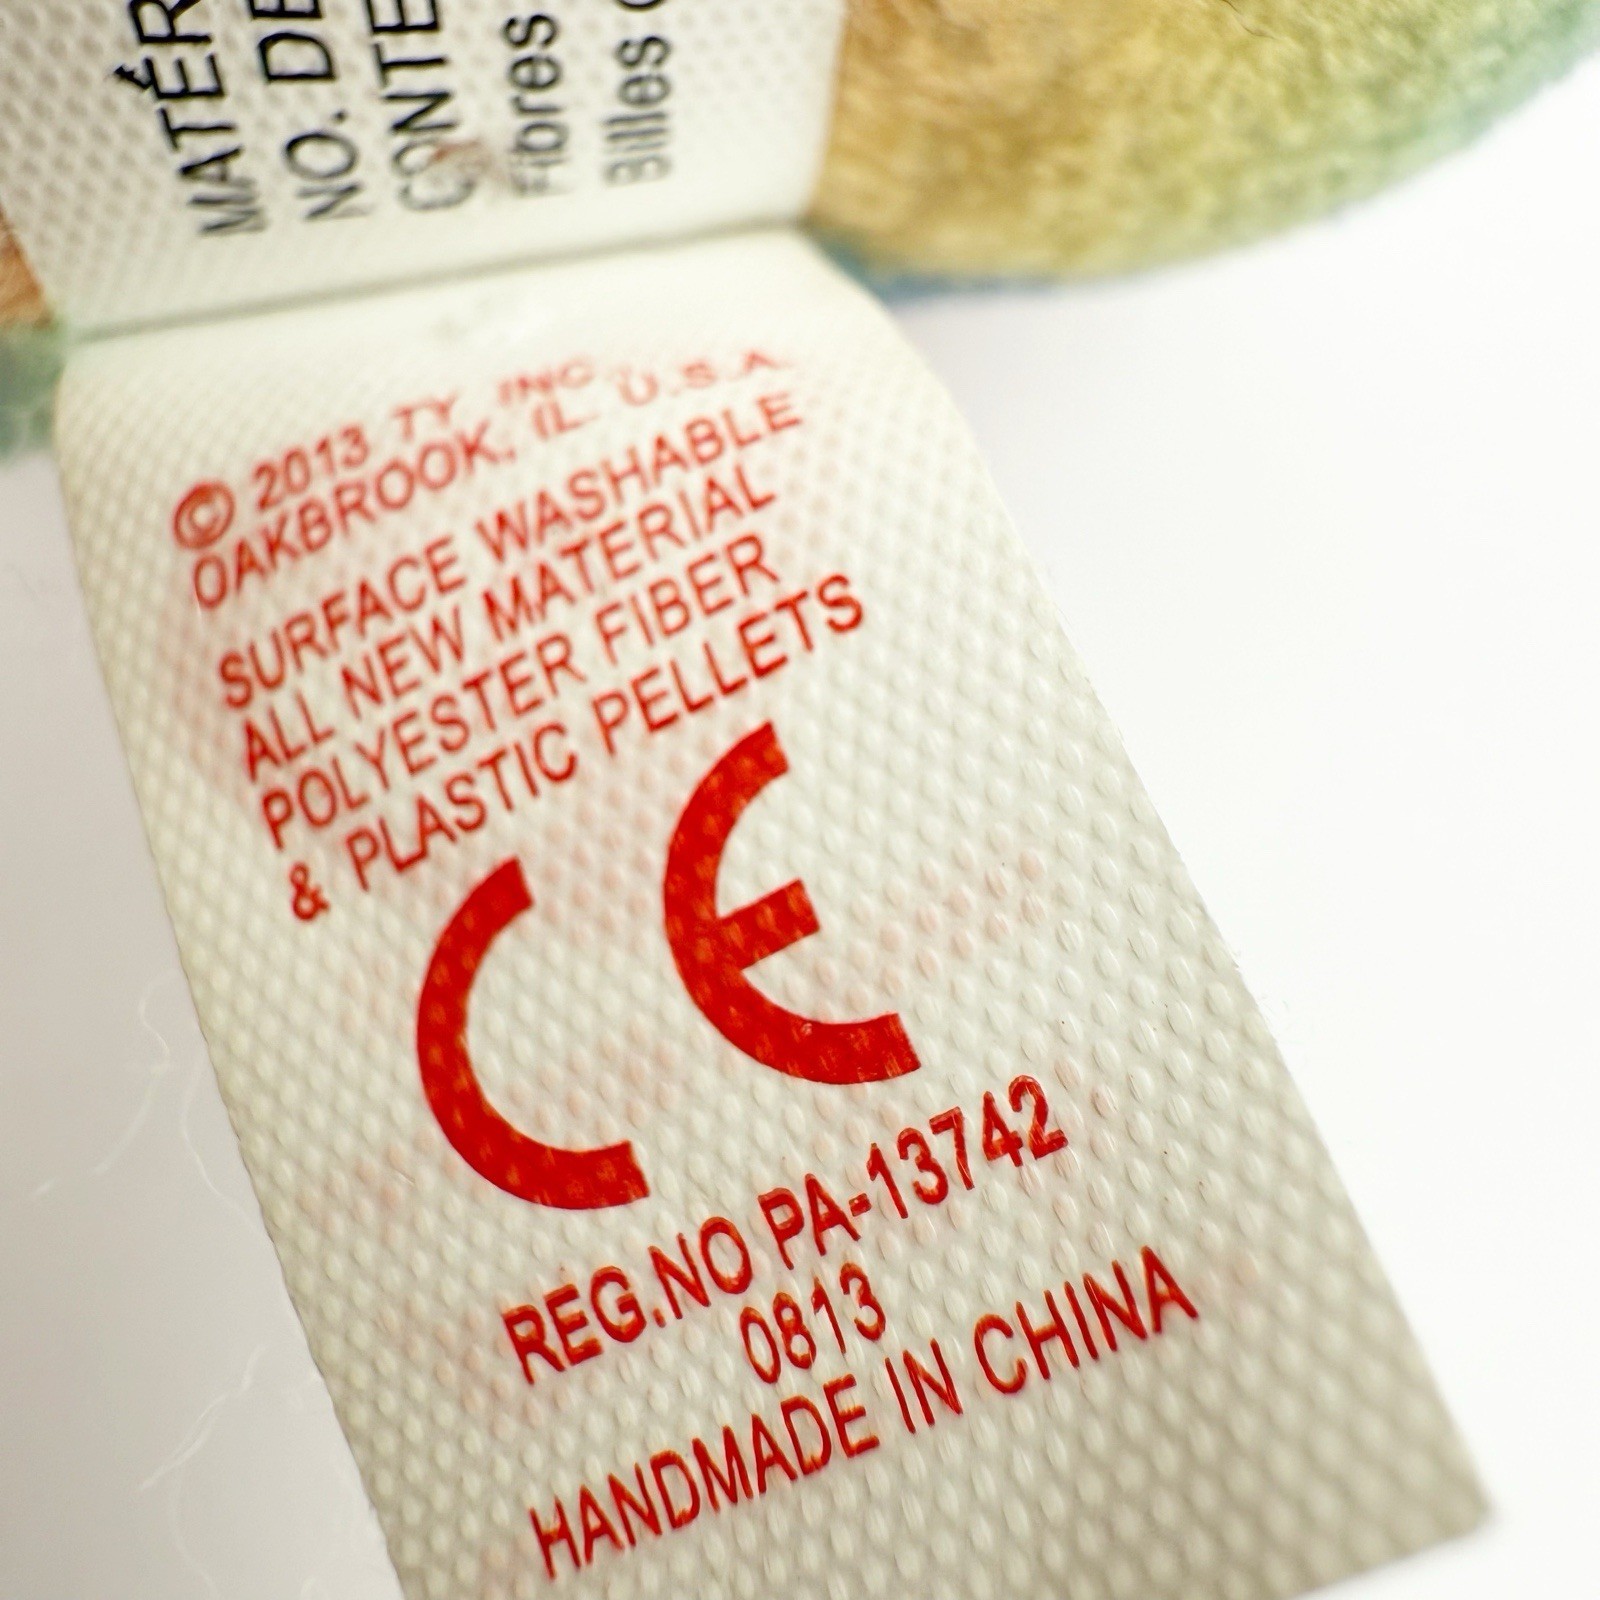 MATÉR
NO. DE
CONTE
Fibres
Billes
© 2013 TY INC.,
OAKBROOK, IL. U.S.A.
SURFACE WASHABLE
ALL NEW MATERIAL
POLYESTER FIBER
& PLASTIC PELLETS
CE
REG.NO PA-13742
0813
HANDMADE IN CHINA